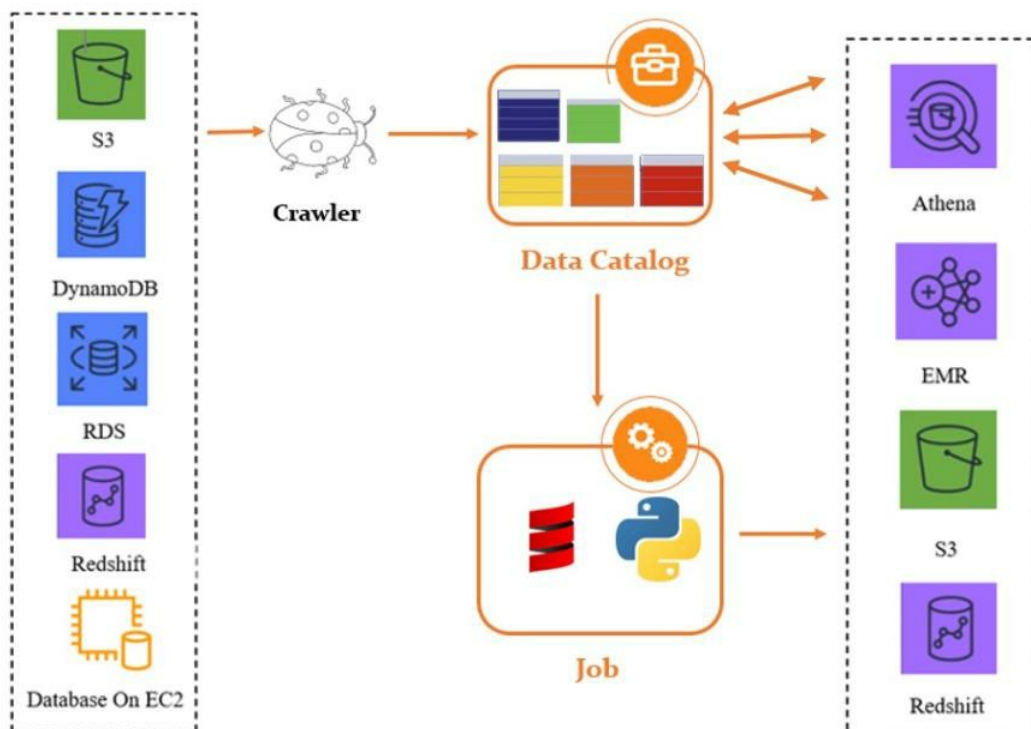 S3
DynamoDB
RDS
Redshift
Database On EC2
Crawler
Data Catalog
Job
Athena
EMR
S3
Redshift